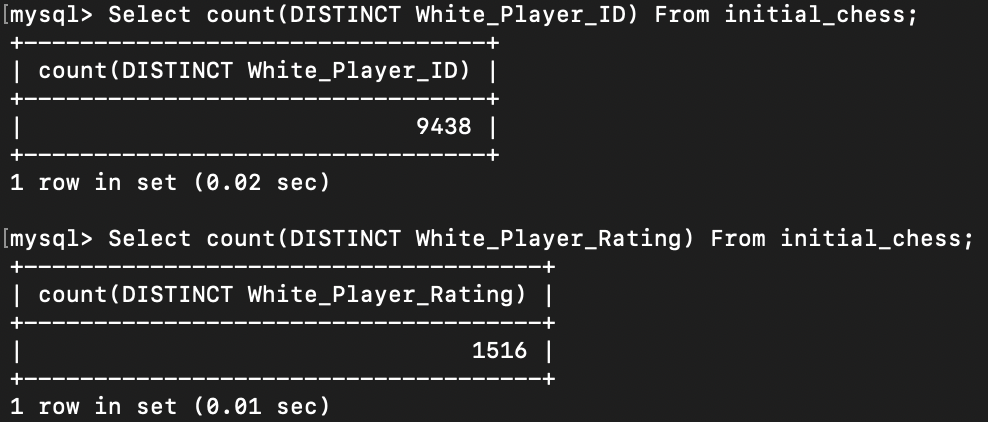 [mysql> Select count(DISTINCT White_Player_ID) From initial_chess;
+----------------------------------+
| count(DISTINCT White_Player_ID) |
+----------------------------------+
|                             9438 |
+----------------------------------+
1 row in set (0.02 sec)

[mysql> Select count(DISTINCT White_Player_Rating) From initial_chess;
+--------------------------------------+
| count(DISTINCT White_Player_Rating) |
+--------------------------------------+
|                                 1516 |
+--------------------------------------+
1 row in set (0.01 sec)